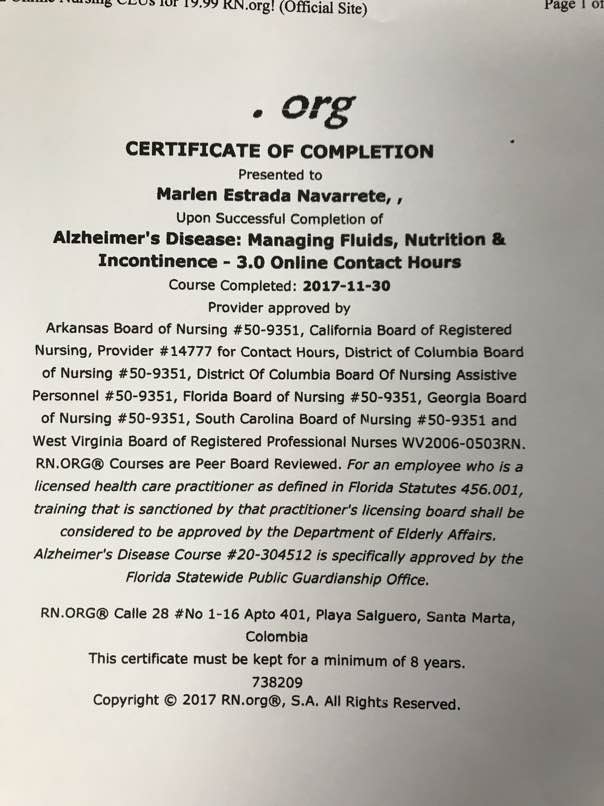 Online Nursing CEUs for 19.99 RN.org! (Official Site)
Page 1 of
. org
CERTIFICATE OF COMPLETION
Presented to
Marlen Estrada Navarrete, ,
Upon Successful Completion of
Alzheimer's Disease: Managing Fluids, Nutrition &
Incontinence - 3.0 Online Contact Hours
Course Completed: 2017-11-30
Provider approved by
Arkansas Board of Nursing #50-9351, California Board of Registered
Nursing, Provider #14777 for Contact Hours, District of Columbia Board
of Nursing #50-9351, District Of Columbia Board Of Nursing Assistive
Personnel #50-9351, Florida Board of Nursing #50-9351, Georgia Board
of Nursing #50-9351, South Carolina Board of Nursing #50-9351 and
West Virginia Board of Registered Professional Nurses WV2006-0503RN.
RN.ORG® Courses are Peer Board Reviewed. For an employee who is a
licensed health care practitioner as defined in Florida Statutes 456.001,
training that is sanctioned by that practitioner's licensing board shall be
considered to be approved by the Department of Elderly Affairs.
Alzheimer's Disease Course #20-304512 is specifically approved by the
Florida Statewide Public Guardianship Office.
RN.ORG® Calle 28 #No 1-16 Apto 401, Playa Salguero, Santa Marta,
Colombia
This certificate must be kept for a minimum of 8 years.
738209
Copyright © 2017 RN.org®, S.A. All Rights Reserved.